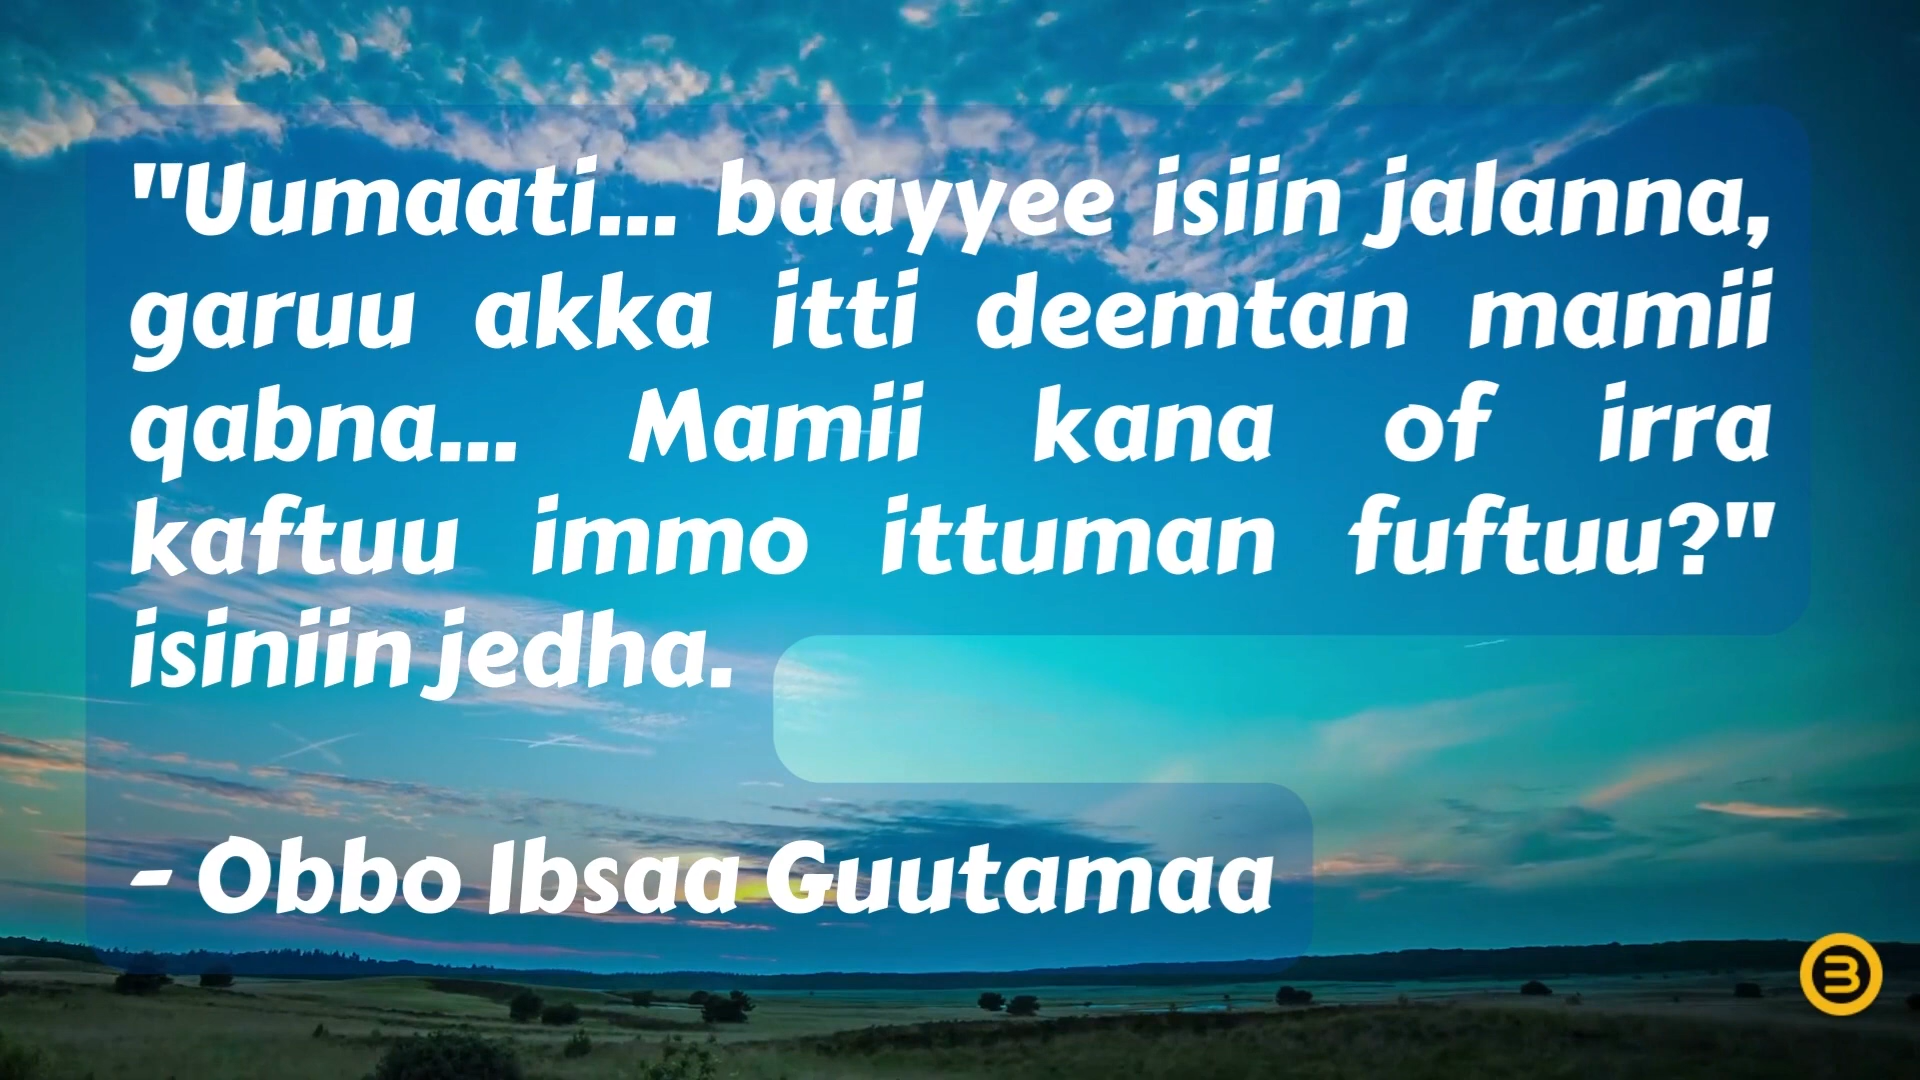 "Uumaati... baayyee isiin jalanna,
garuu akka itti deemtan mamii
qabna... Mamii kana of irra
kaftuu immo ittuman fuftuu?"
isiniin jedha.
- Obbo Ibsaa Guutamaa